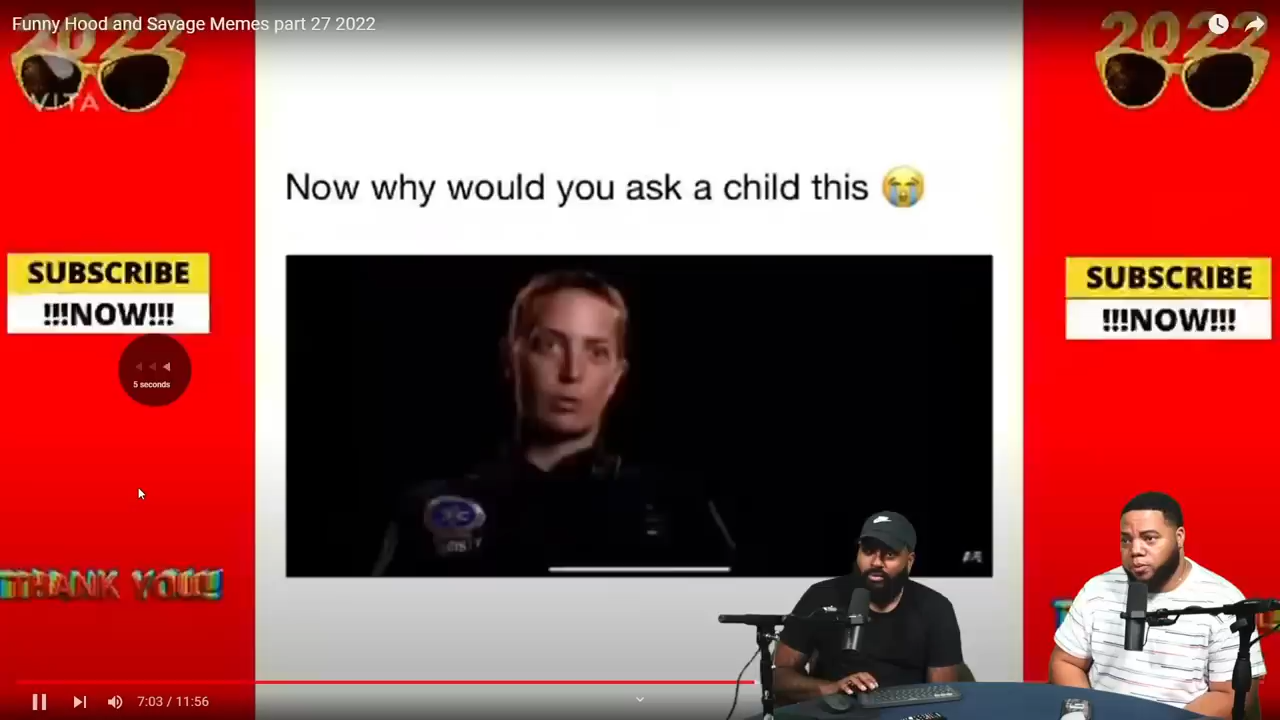 Funny Hood and Savage Memes part 27 2022
2022
2022
VITA
Now why would you ask a child this
SUBSCRIBE
!!!NOW!!!
SUBSCRIBE
!!!NOW!!!
5 seconds
THANK YOU!!
7:03 / 11:56